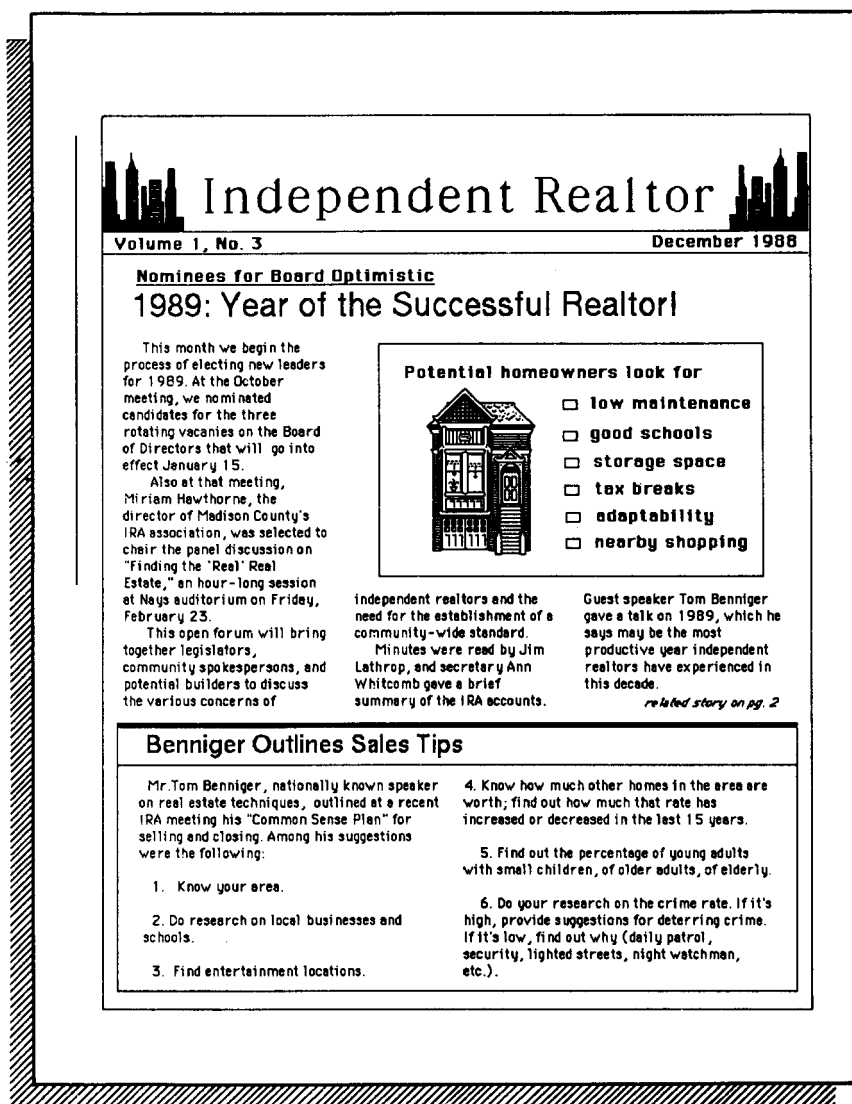 Independent Realtor
Volume 1, No. 3
December 1988
Nominees for Board Optimistic
1989: Year of the Successful Realtor!
This month we begin the
process of electing new leaders
for 1989. At the October
meeting, we nominated
candidates for the three
rotating vacanies on the Board
of Directors that will go into
effect January 15.
Also at that meeting,
Miriam Hawthorne, the
director of Madison County's
IRA association, was selected to
chair the panel discussion on
"Finding the 'Real' Real
Estate," an hour-long session
at Nays auditorium on Friday,
February 23.
This open forum will bring
together legislators,
community spokespersons, and
potential builders to discuss
the various concerns of
Potential homeowners look for
low maintenance
good schools
storage space
tax breaks
adaptability
nearby shopping
independent realtors and the
need for the establishment of a
community-wide standard.
Minutes were read by Jim
Lathrop, and secretary Ann
Whitcomb gave a brief
summary of the IRA accounts.
Guest speaker Tom Benniger
gave a talk on 1989, which he
says may be the most
productive year independent
realtors have experienced in
this decade.
related story on pg. 2
Benniger Outlines Sales Tips
Mr.Tom Benniger, nationally known speaker
on real estate techniques, outlined at a recent
IRA meeting his "Common Sense Plan" for
selling and closing. Among his suggestions
were the following:
1. Know your area.
2. Do research on local businesses and
schools.
3. Find entertainment locations.
4. Know how much other homes in the area are
worth; find out how much that rate has
increased or decreased in the last 15 years.
5. Find out the percentage of young adults
with small children, of older adults, of elderly.
6. Do your research on the crime rate. If it's
high, provide suggestions for deterring crime.
If it's low, find out why (daily patrol,
security, lighted streets, night watchman,
etc.).